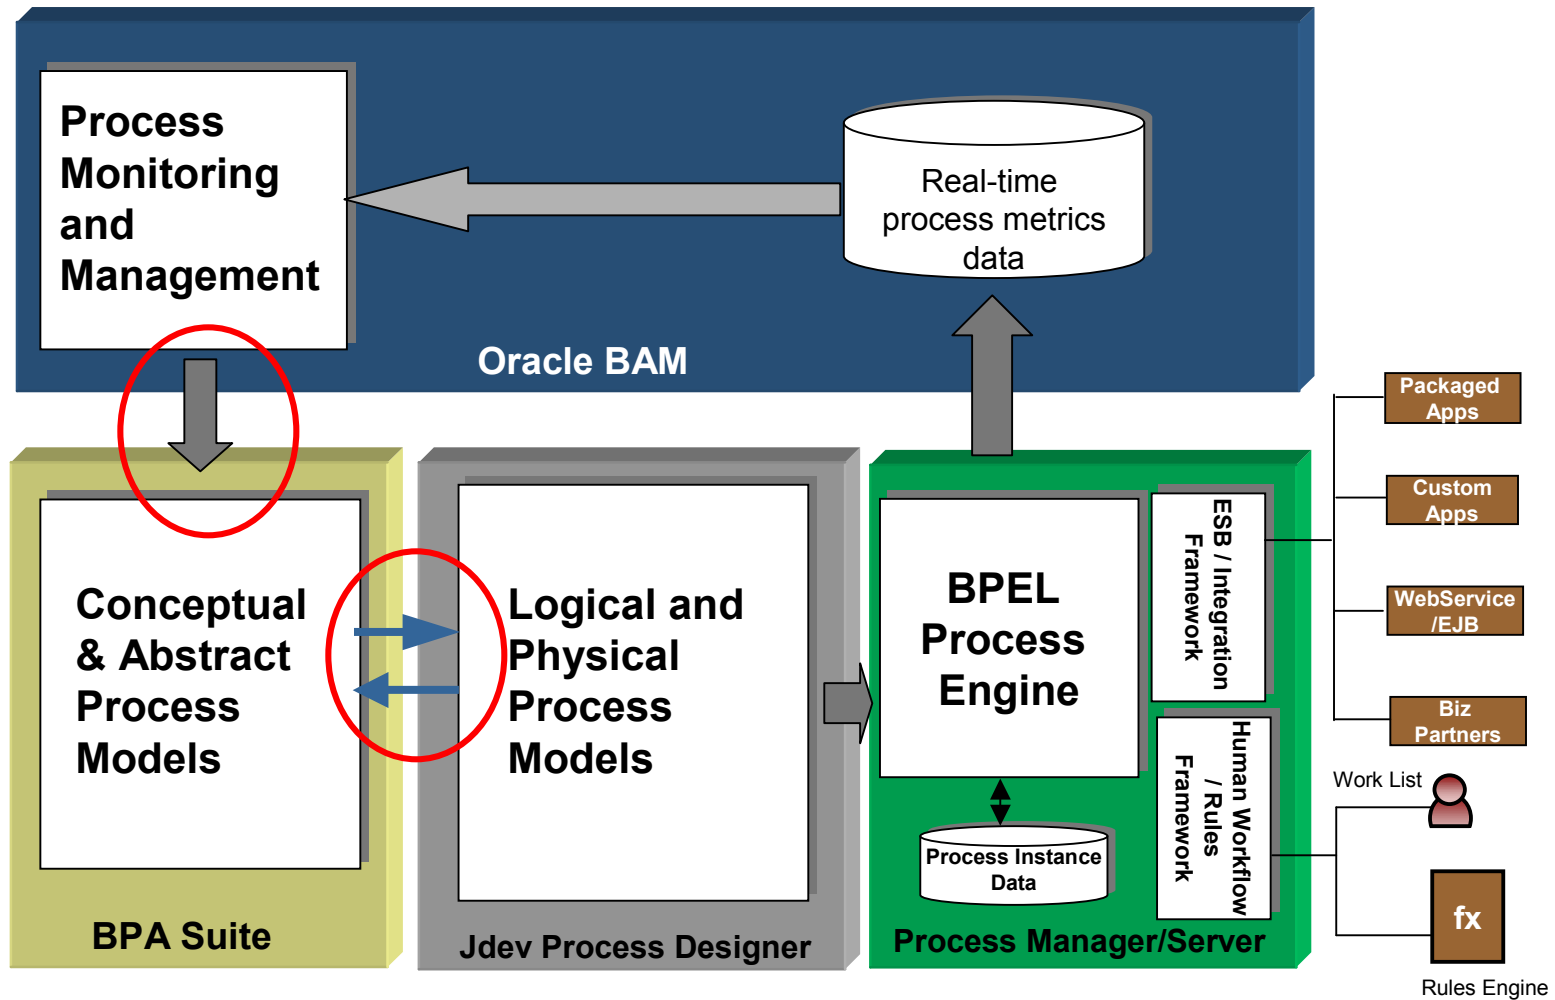 Process
Monitoring
and
Management
Real-time
process metrics
data
Oracle BAM
Conceptual
& Abstract
Process
Models
BPA Suite
Logical and
Physical
Process
Models
Jdev Process Designer
BPEL
Process
Engine
Process Instance
Data
ESB / Integration
Framework
Human Workflow
/ Rules
Framework
Process Manager/Server
Packaged
Apps
Custom
Apps
WebService
/EJB
Biz
Partners
Work List
fx
Rules Engine